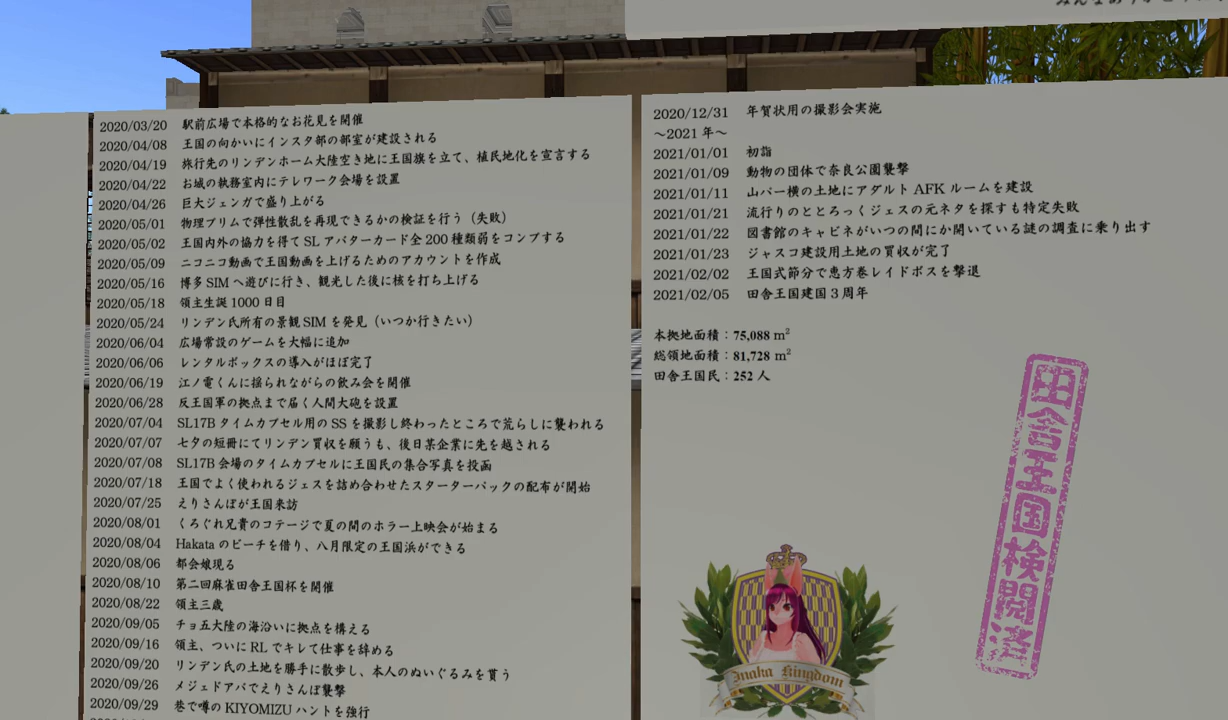 2020/03/20 駅前広場で本格的なお花見を開催
2020/04/08 王国の向かいにインスタ部の部室が建設される
2020/04/19 旅行先のリンデンホーム大陸空き地に王国旗を立て、植民地化を宣言する
2020/04/22 お城の執務室内にテレワーク会場を設置
2020/04/26 巨大ジェンガで盛り上がる
2020/05/01 物理プリムで弾性散乱を再現できるかの検証を行う（失敗）
2020/05/02 王国内外の協力を得て SL アバターカード全 200 種類弱をコンプする
2020/05/09 ニコニコ動画で王国動画を上げるためのアカウントを作成
2020/05/16 博多 SIM へ遊びに行き、観光した後に核を打ち上げる
2020/05/18 領主生誕 1000 日目
2020/05/24 リンデン氏所有の景観 SIM を発見（いつか行きたい）
2020/06/04 広場常設のゲームを大幅に追加
2020/06/06 レンタルボックスの導入がほぼ完了
2020/06/19 江ノ電くんに揺られながらの飲み会を開催
2020/06/28 反王国軍の拠点まで届く人間大砲を設置
2020/07/04 SL17B タイムカプセル用の SS を撮影し終わったところで荒らしに襲われる
2020/07/07 七夕の短冊にてリンデン買収を願うも、後日某企業に先を越される
2020/07/08 SL17B 会場のタイムカプセルに王国民の集合写真を投函
2020/07/18 王国でよく使われるジェスを詰め合わせたスターターパックの配布が開始
2020/07/25 えりさんぽが王国来訪
2020/08/01 くろぐれ兄貴のコテージで夏の間のホラー上映会が始まる
2020/08/04 Hakata のビーチを借り、八月限定の王国浜ができる
2020/08/06 都会娘現る
2020/08/10 第二回麻雀田舎王国杯を開催
2020/08/22 領主三歳
2020/09/05 チョ五大陸の海沿いに拠点を構える
2020/09/16 領主、ついに RL でキレて仕事を辞める
2020/09/20 リンデン氏の土地を勝手に散歩し、本人のぬいぐるみを貰う
2020/09/26 メジェドアバでえりさんぽ襲撃
2020/09/29 巷で噂の KIYOMIZU ハントを強行
2020/12/31 年賀状用の撮影会実施
～2021 年～
2021/01/01 初詣
2021/01/09 動物の団体で奈良公園襲撃
2021/01/11 山バー横の土地にアダルト AFK ルームを建設
2021/01/21 流行りのととろっくジェスの元ネタを探すも特定失敗
2021/01/22 図書館のキャビネがいつの間にか開いている謎の調査に乗り出す
2021/01/23 ジャスコ建設用土地の買収が完了
2021/02/02 王国式節分で恵方巻レイドボスを撃退
2021/02/05 田舎王国建国 3 周年
本拠地面積：75,088 m²
総領地面積：81,728 m²
田舎王国民：252 人
田舎王国検閲済
Inaka Kingdom